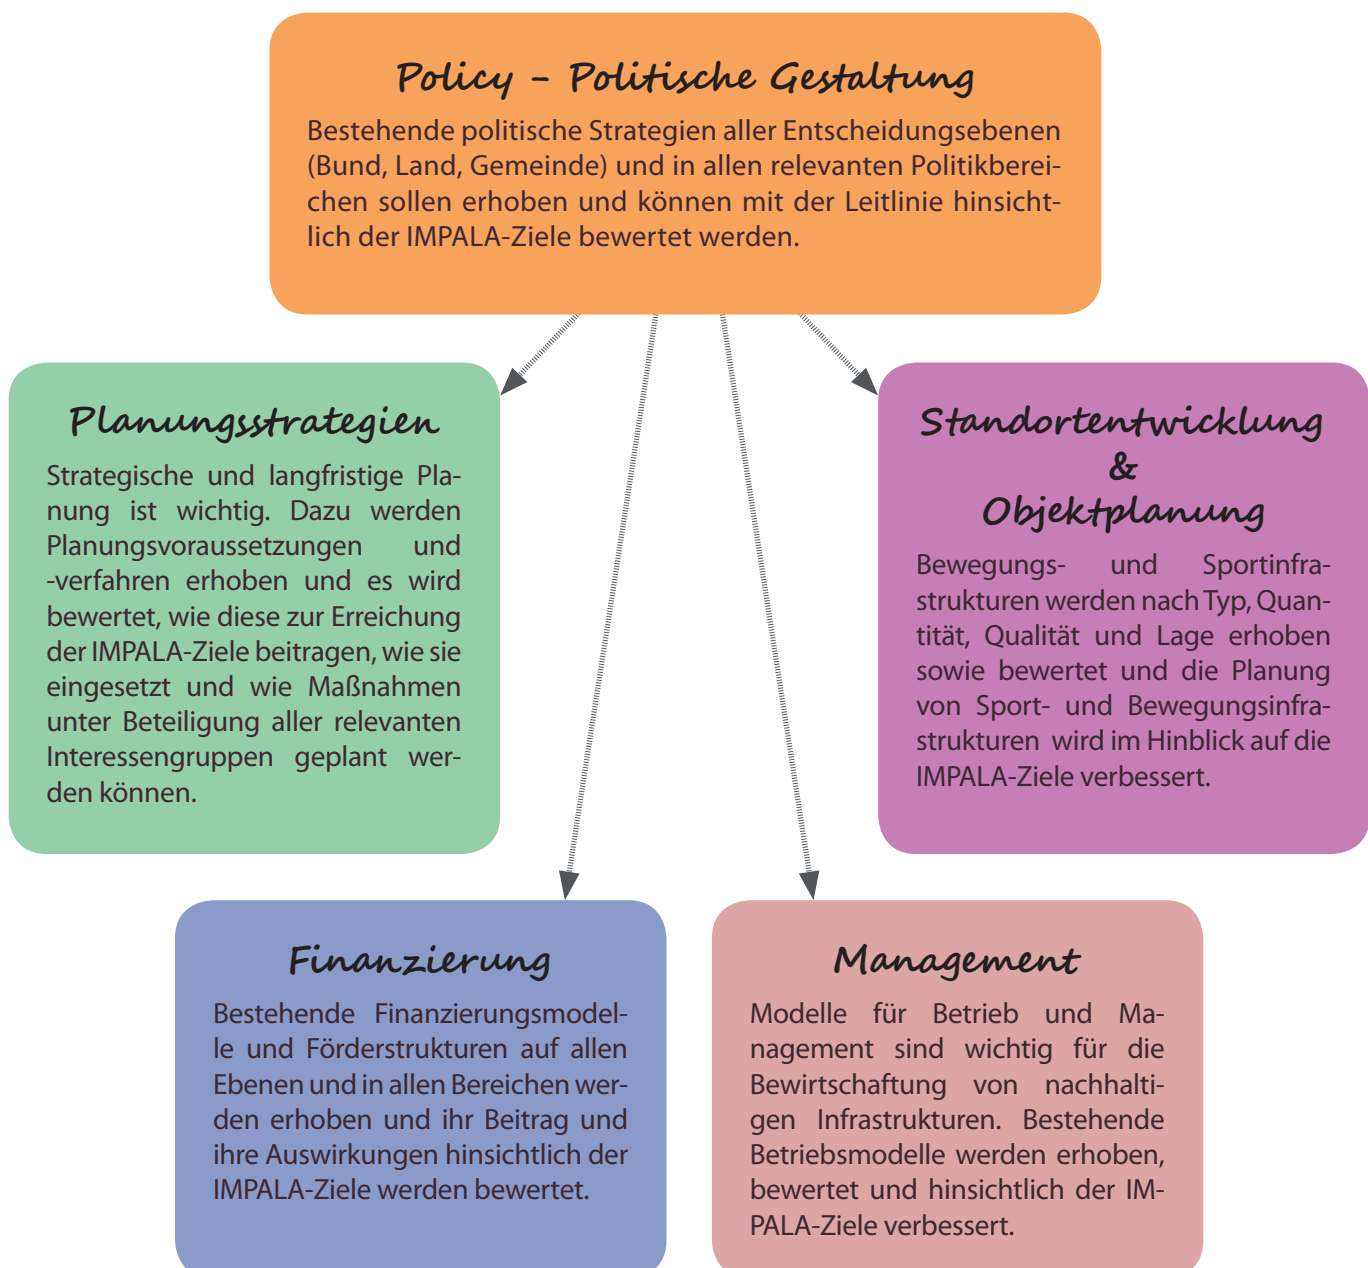 Policy - Politische Gestaltung
Bestehende politische Strategien aller Entscheidungsebenen
(Bund, Land, Gemeinde) und in allen relevanten Politikberei-
chen sollen erhoben und können mit der Leitlinie hinsicht-
lich der IMPALA-Ziele bewertet werden.
Planungsstrategien
Strategische und langfristige Pla-
nung ist wichtig. Dazu werden
Planungsvoraussetzungen und
-verfahren erhoben und es wird
bewertet, wie diese zur Erreichung
der IMPALA-Ziele beitragen, wie sie
eingesetzt und wie Maßnahmen
unter Beteiligung aller relevanten
Interessengruppen geplant wer-
den können.
Standortentwicklung
&
Objektplanung
Bewegungs- und Sportinfra-
strukturen werden nach Typ, Quan-
tität, Qualität und Lage erhoben
sowie bewertet und die Planung
von Sport- und Bewegungsinfra-
strukturen wird im Hinblick auf die
IMPALA-Ziele verbessert.
Finanzierung
Bestehende Finanzierungsmodel-
le und Förderstrukturen auf allen
Ebenen und in allen Bereichen wer-
den erhoben und ihr Beitrag und
ihre Auswirkungen hinsichtlich der
IMPALA-Ziele werden bewertet.
Management
Modelle für Betrieb und Ma-
nagement sind wichtig für die
Bewirtschaftung von nachhalti-
gen Infrastrukturen. Bestehende
Betriebsmodelle werden erhoben,
bewertet und hinsichtlich der IM-
PALA-Ziele verbessert.